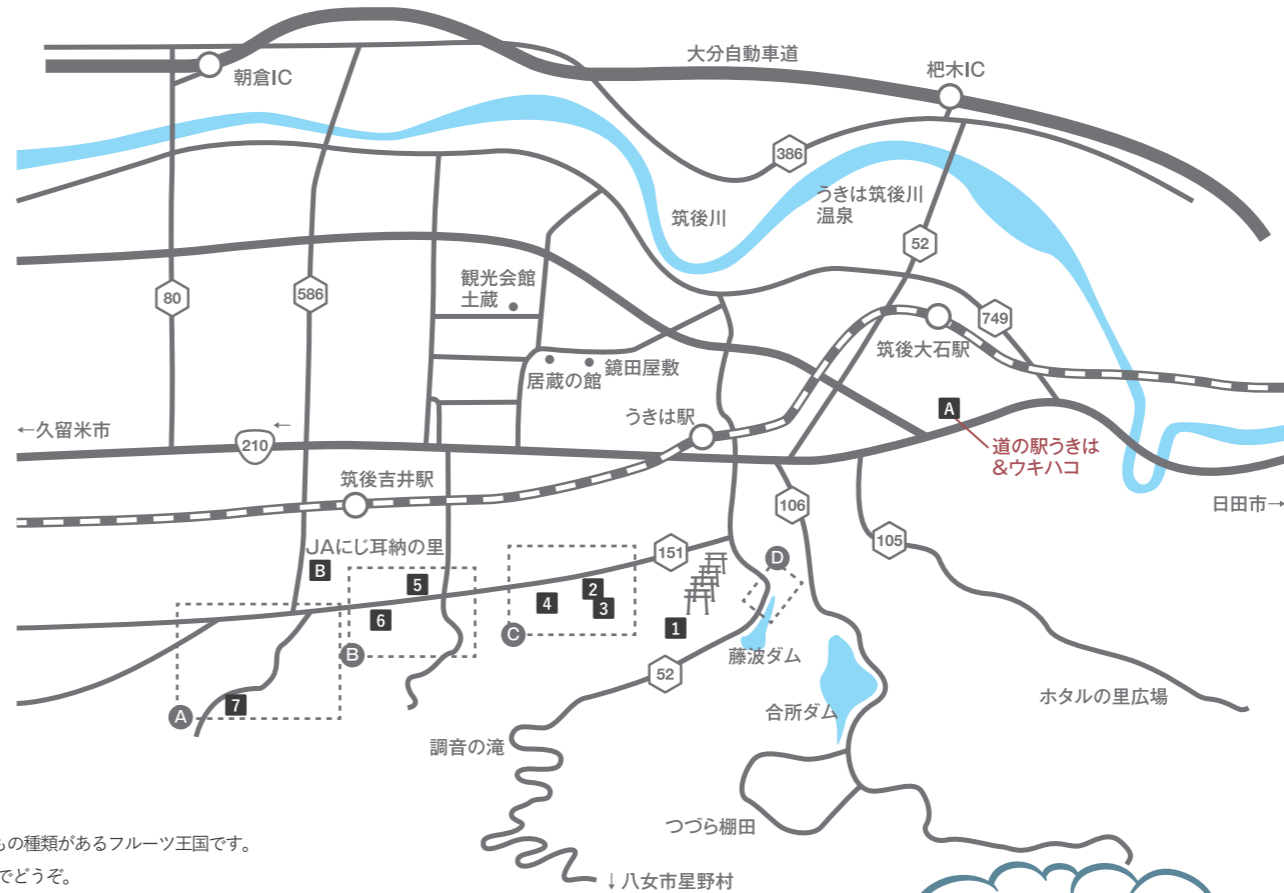 大分自動車道
朝倉IC
杷木IC
386
うきは筑後川
温泉
筑後川
52
80
586
観光会館
土蔵
749
筑後大石駅
居蔵の館
鏡田屋敷
A
うきは駅
←久留米市
←
210
道の駅うきは
&ウキハコ
筑後吉井駅
106
日田市→
105
JAにじ耳納の里
B
151
D
5
2
4
3
6
1
C
B
藤波ダム
52
7
A
合所ダム
ホタルの里広場
調音の滝
つづら棚田
の種類があるフルーツ王国です。
でどうぞ。
↓八女市星野村